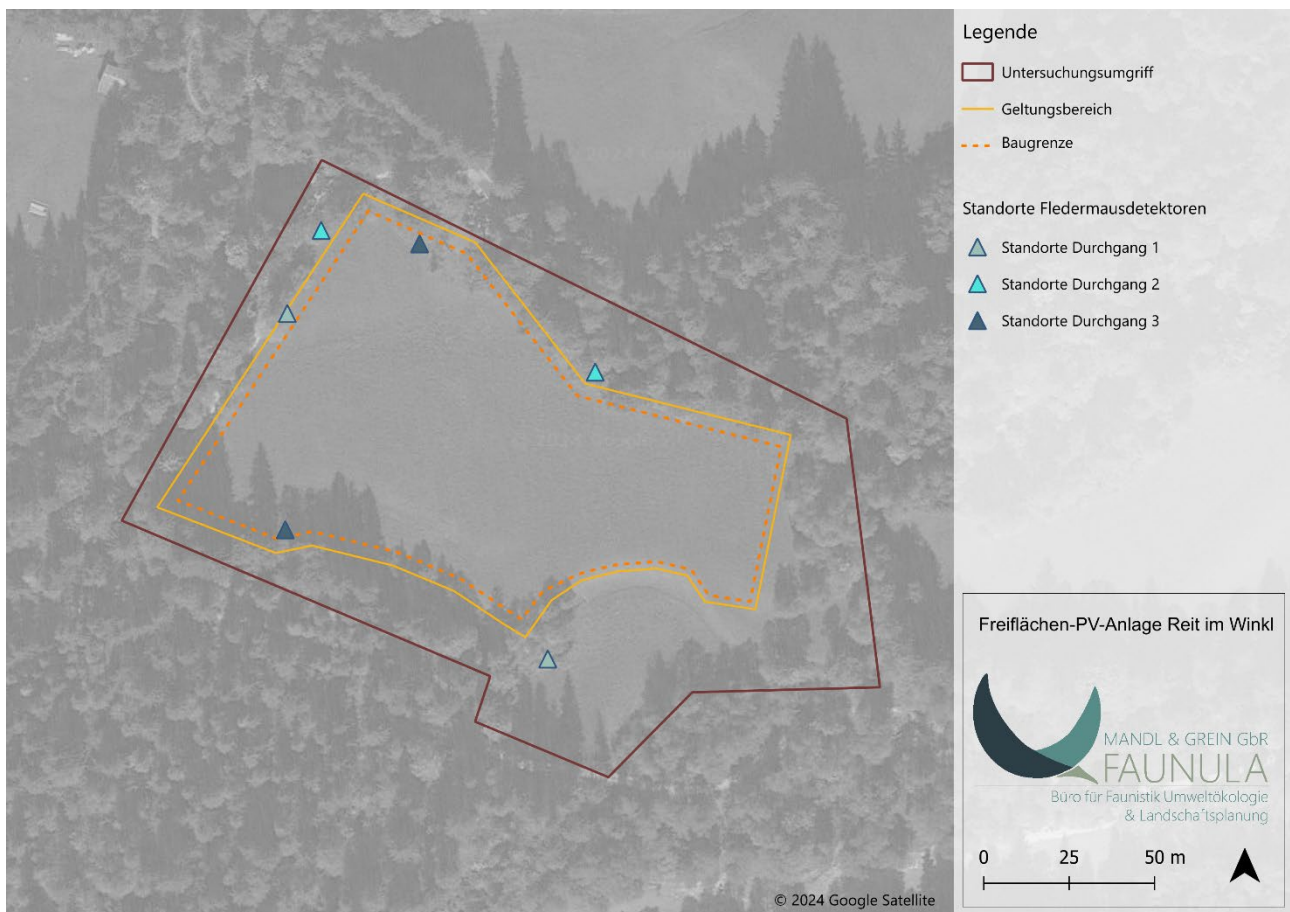 Legende
Untersuchungsumgriff
Geltungsbereich
Baugrenze
Standorte Fledermausdetektoren
Standorte Durchgang 1
Standorte Durchgang 2
Standorte Durchgang 3
Freiflächen-PV-Anlage Reit im Winkl
MANDL & GREIN GbR
FAUNULA
Büro für Faunistik Umweltökologie
& Landschaftsplanung
0 25 50 m
© 2024 Google Satellite